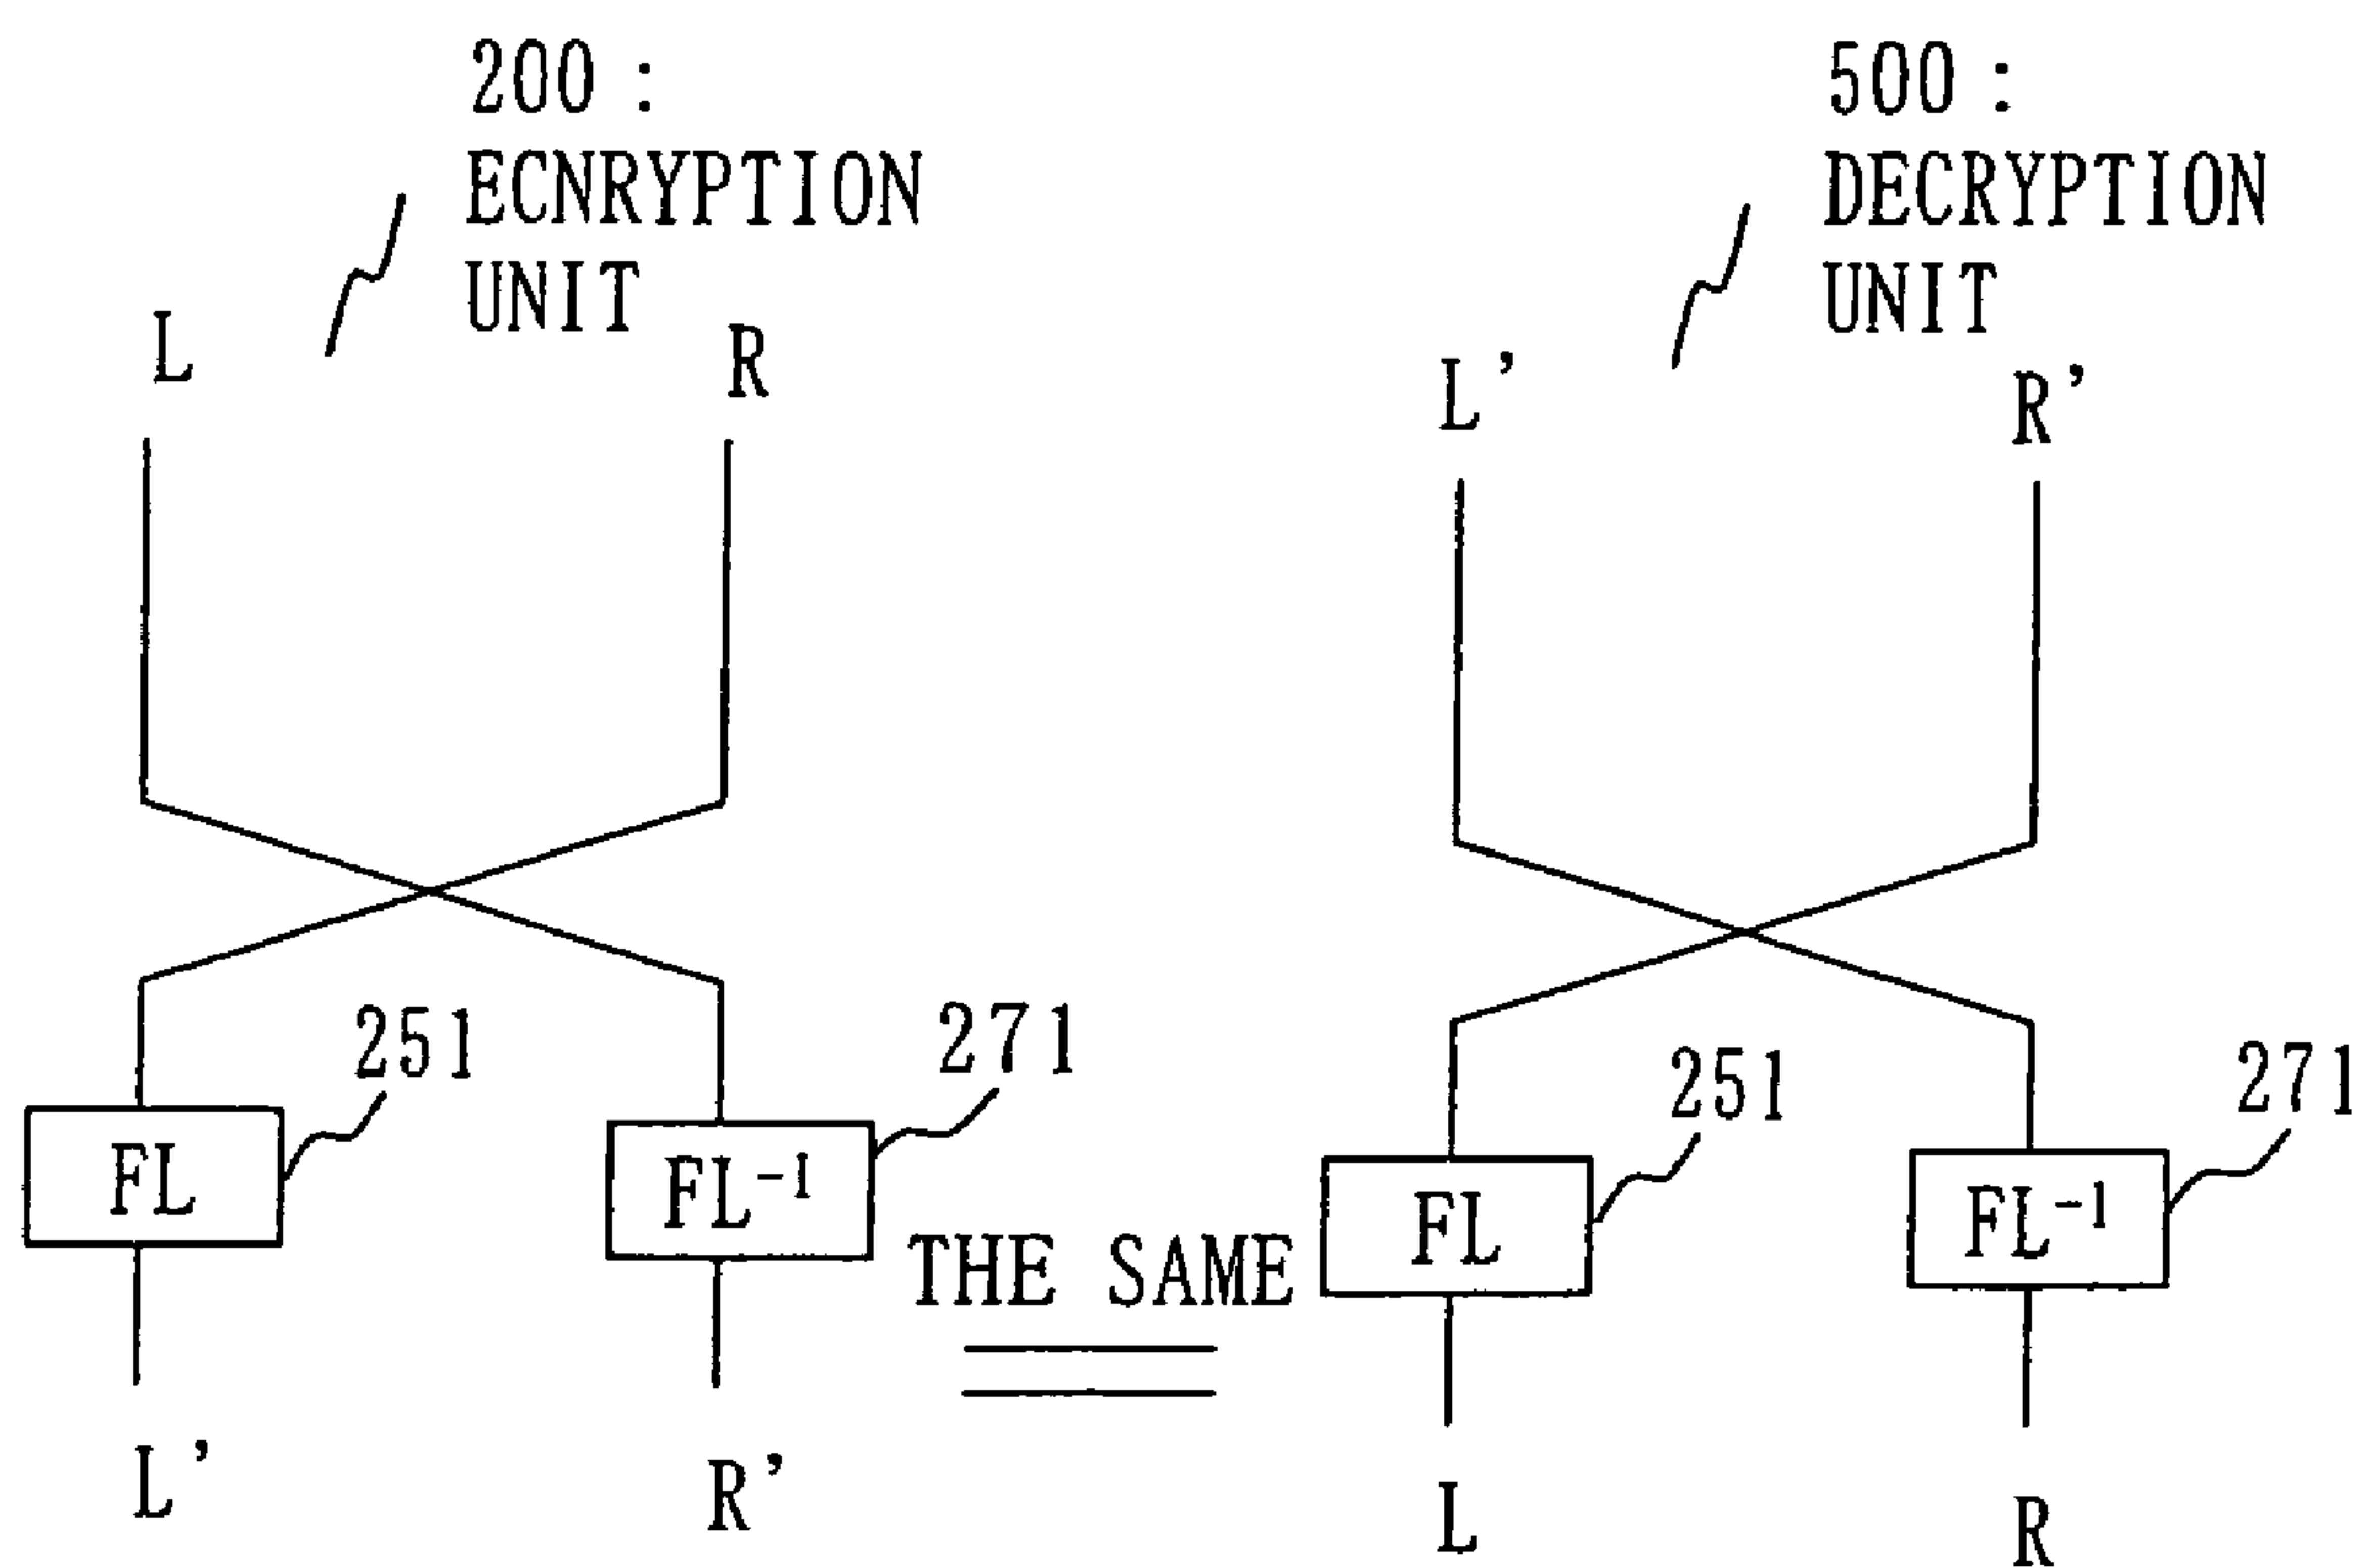 200 :
ECNRYPTION
UNIT
L
R
251
271
FL
FL⁻¹
L'
R'
THE SAME
500 :
DECRYPTION
UNIT
L'
R'
251
271
FL
FL⁻¹
L
R